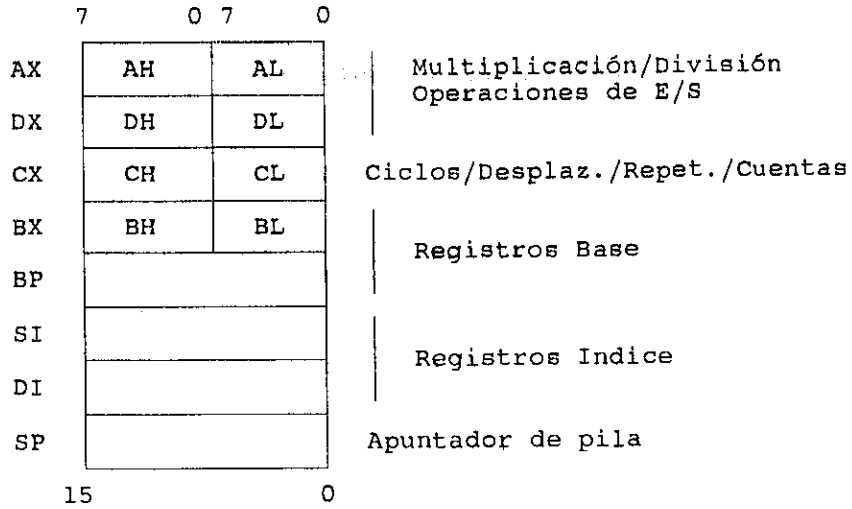 7 0 7 0
AX AH AL Multiplicación/División
Operaciones de E/S
DX DH DL
CX CH CL Ciclos/Desplaz./Repet./Cuentas
BX BH BL
Registros Base
BP
SI
Registros Indice
DI
SP Apuntador de pila
15 0